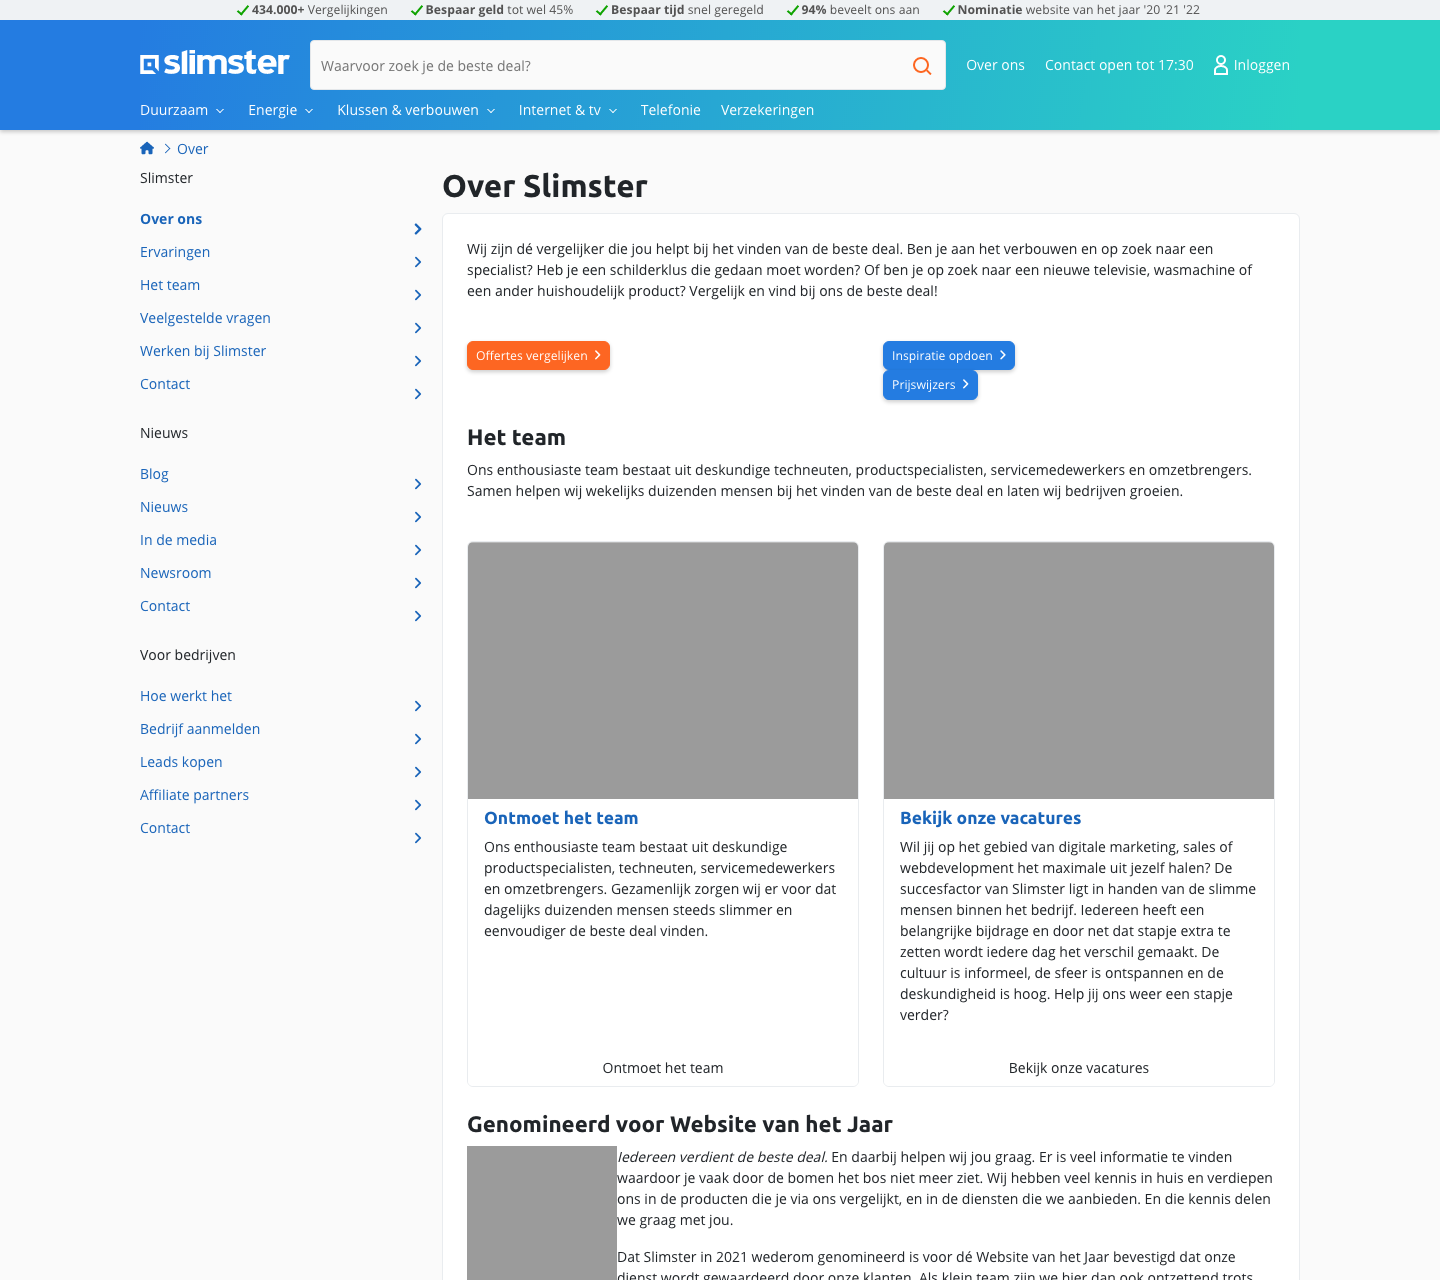 434.000+ Vergelijkingen Bespaar geld tot wel 45% Bespaar tijd snel geregeld 94% beveelt ons aan Nominatie website van het jaar '20 '21 '22
slimster Waarvoor zoek je de beste deal? Over ons Contact open tot 17:30 Inloggen
Duurzaam Energie Klussen & verbouwen Internet & tv Telefonie Verzekeringen
Over
Slimster
Over ons
Ervaringen
Het team
Veelgestelde vragen
Werken bij Slimster
Contact
Nieuws
Blog
Nieuws
In de media
Newsroom
Contact
Voor bedrijven
Hoe werkt het
Bedrijf aanmelden
Leads kopen
Affiliate partners
Contact
Over Slimster
Wij zijn dé vergelijker die jou helpt bij het vinden van de beste deal. Ben je aan het verbouwen en op zoek naar een
specialist? Heb je een schilderklus die gedaan moet worden? Of ben je op zoek naar een nieuwe televisie, wasmachine of
een ander huishoudelijk product? Vergelijk en vind bij ons de beste deal!
Offertes vergelijken
Inspiratie opdoen
Prijswijzers
Het team
Ons enthousiaste team bestaat uit deskundige techneuten, productspecialisten, servicemedewerkers en omzetbrengers.
Samen helpen wij wekelijks duizenden mensen bij het vinden van de beste deal en laten wij bedrijven groeien.
Ontmoet het team
Ons enthousiaste team bestaat uit deskundige
productspecialisten, techneuten, servicemedewerkers
en omzetbrengers. Gezamenlijk zorgen wij er voor dat
dagelijks duizenden mensen steeds slimmer en
eenvoudiger de beste deal vinden.
Ontmoet het team
Bekijk onze vacatures
Wil jij op het gebied van digitale marketing, sales of
webdevelopment het maximale uit jezelf halen? De
succesfactor van Slimster ligt in handen van de slimme
mensen binnen het bedrijf. Iedereen heeft een
belangrijke bijdrage en door net dat stapje extra te
zetten wordt iedere dag het verschil gemaakt. De
cultuur is informeel, de sfeer is ontspannen en de
deskundigheid is hoog. Help jij ons weer een stapje
verder?
Bekijk onze vacatures
Genomineerd voor Website van het Jaar
Iedereen verdient de beste deal. En daarbij helpen wij jou graag. Er is veel informatie te vinden
waardoor je vaak door de bomen het bos niet meer ziet. Wij hebben veel kennis in huis en verdiepen
ons in de producten die je via ons vergelijkt, en in de diensten die we aanbieden. En die kennis delen
we graag met jou.
Dat Slimster in 2021 wederom genomineerd is voor dé Website van het Jaar bevestigd dat onze
dienst wordt gewaardeerd door onze klanten. Als klein team zijn we hier dan ook ontzettend trots